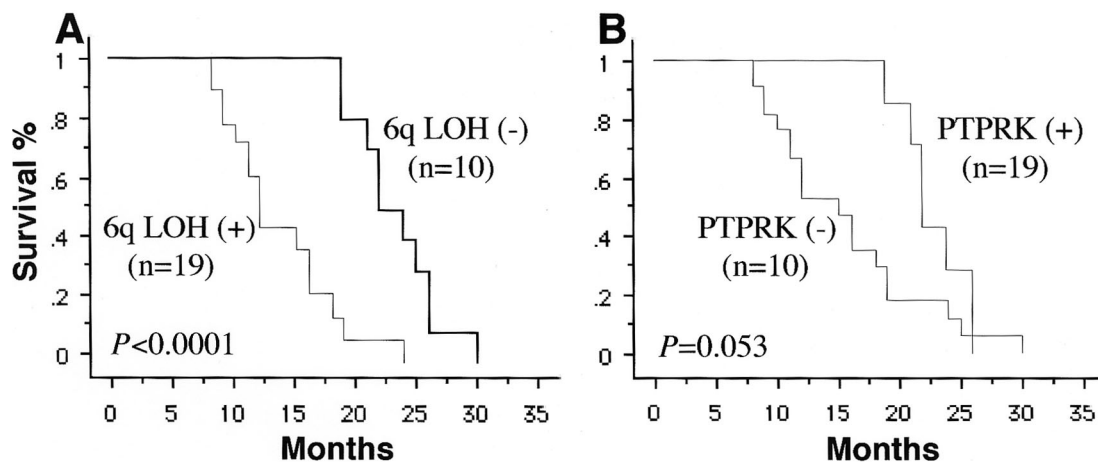 A
Survival %
1
.8
.6
.4
.2
0
6q LOH (-)
(n=10)
6q LOH (+)
(n=19)
P<0.0001
0 5 10 15 20 25 30 35
Months
B
1
.8
.6
.4
.2
0
PTPRK (+)
(n=19)
PTPRK (-)
(n=10)
P=0.053
0 5 10 15 20 25 30 35
Months